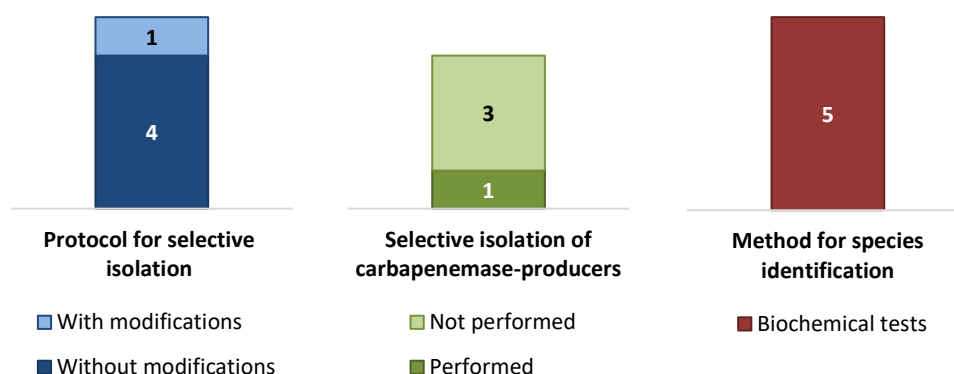 1
4
3
1
5
Protocol for selective
isolation
Selective isolation of
carbapenemase-producers
Method for species
identification
With modifications
Without modifications
Not performed
Performed
Biochemical tests